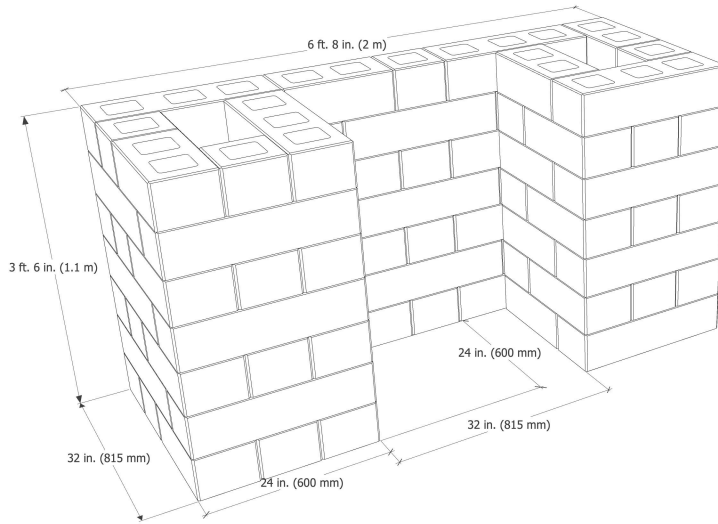 6 ft. 8 in. (2 m)
3 ft. 6 in. (1.1 m)
24 in. (600 mm)
32 in. (815 mm)
32 in. (815 mm)
24 in. (600 mm)